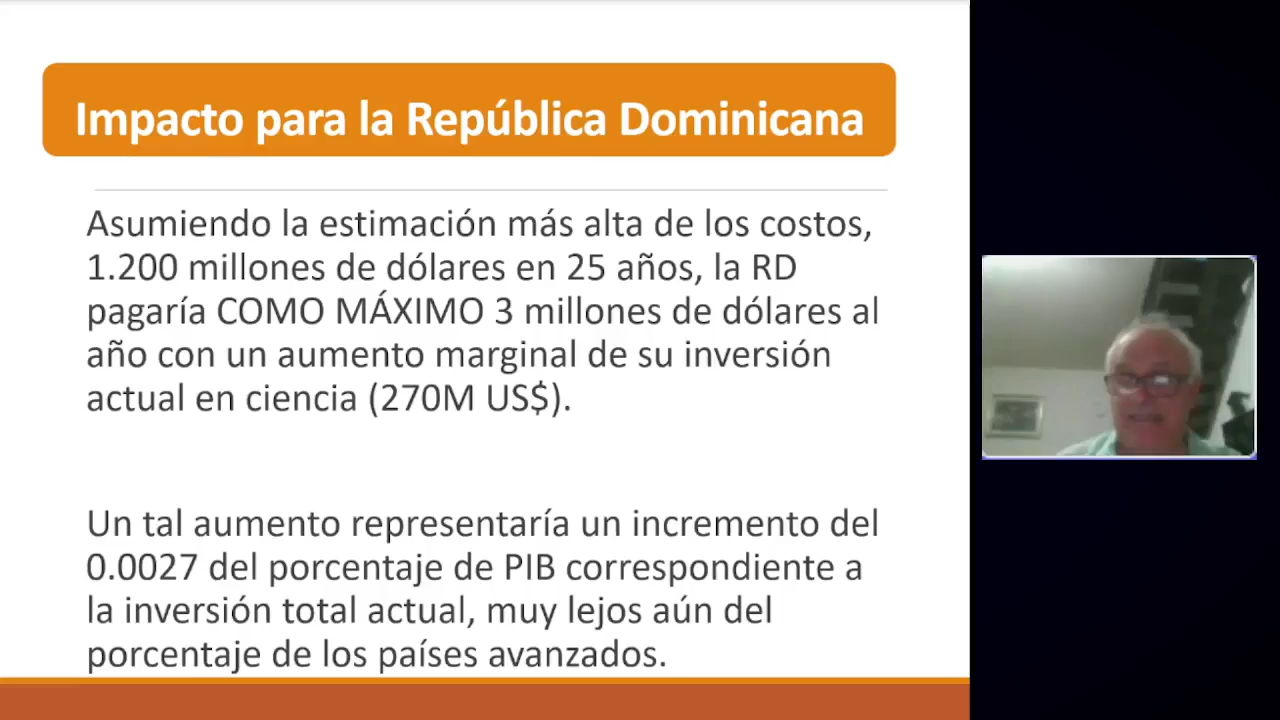 Impacto para la República Dominicana
Asumiendo la estimación más alta de los costos,
1.200 millones de dólares en 25 años, la RD
pagaría COMO MÁXIMO 3 millones de dólares al
año con un aumento marginal de su inversión
actual en ciencia (270M US$).
Un tal aumento representaría un incremento del
0.0027 del porcentaje de PIB correspondiente a
la inversión total actual, muy lejos aún del
porcentaje de los países avanzados.